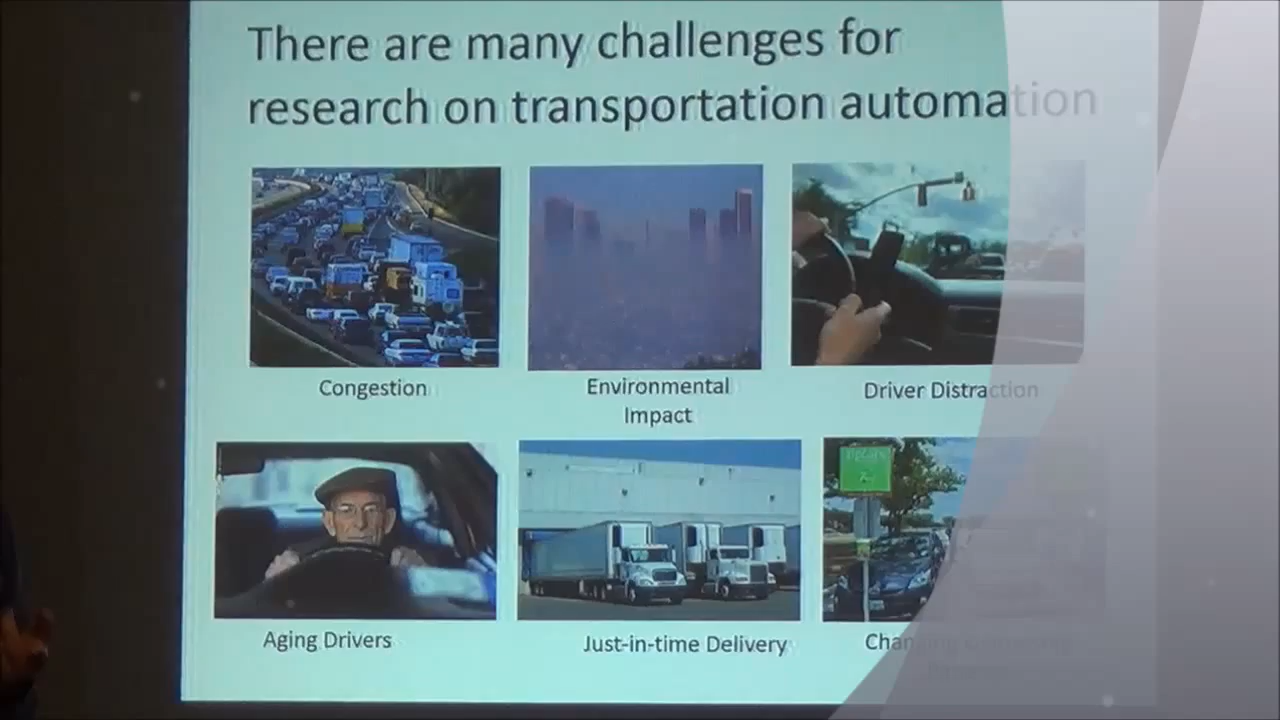 There are many challenges for
research on transportation automation
Congestion
Environmental
Impact
Driver Distraction
Aging Drivers
Just-in-time Delivery